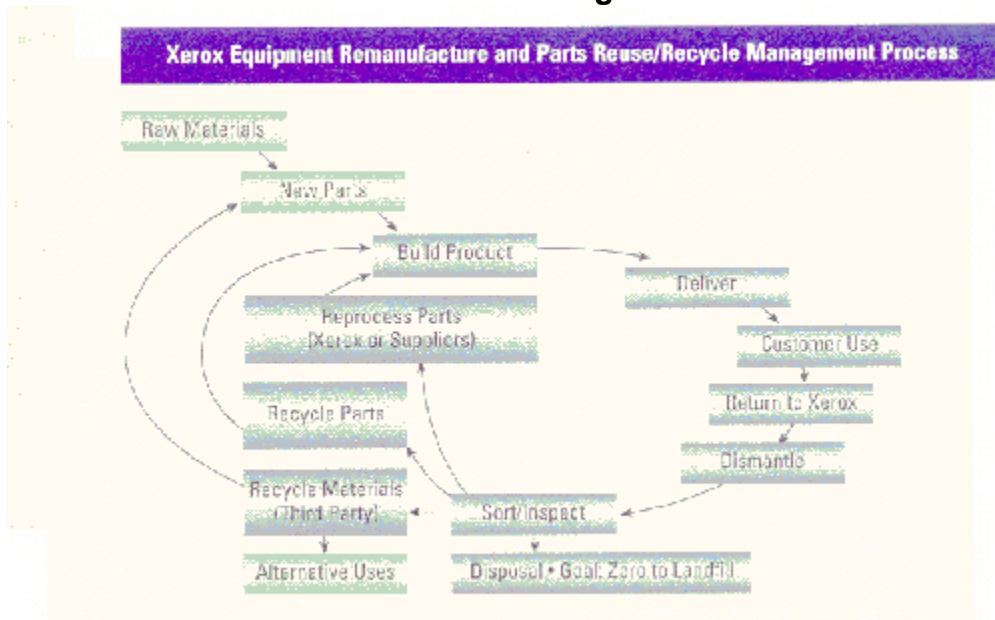 Xerox Equipment Remanufacture and Parts Reuse/Recycle Management Process
Raw Materials
New Parts
Build Product
Deliver
Reprocess Parts
(Xerox or Suppliers)
Customer Use
Return to Xerox
Recycle Parts
Dismantle
Recycle Materials
(Third Party)
Sort/Inspect
Alternative Uses
Disposal • Goal: Zero to Landfill